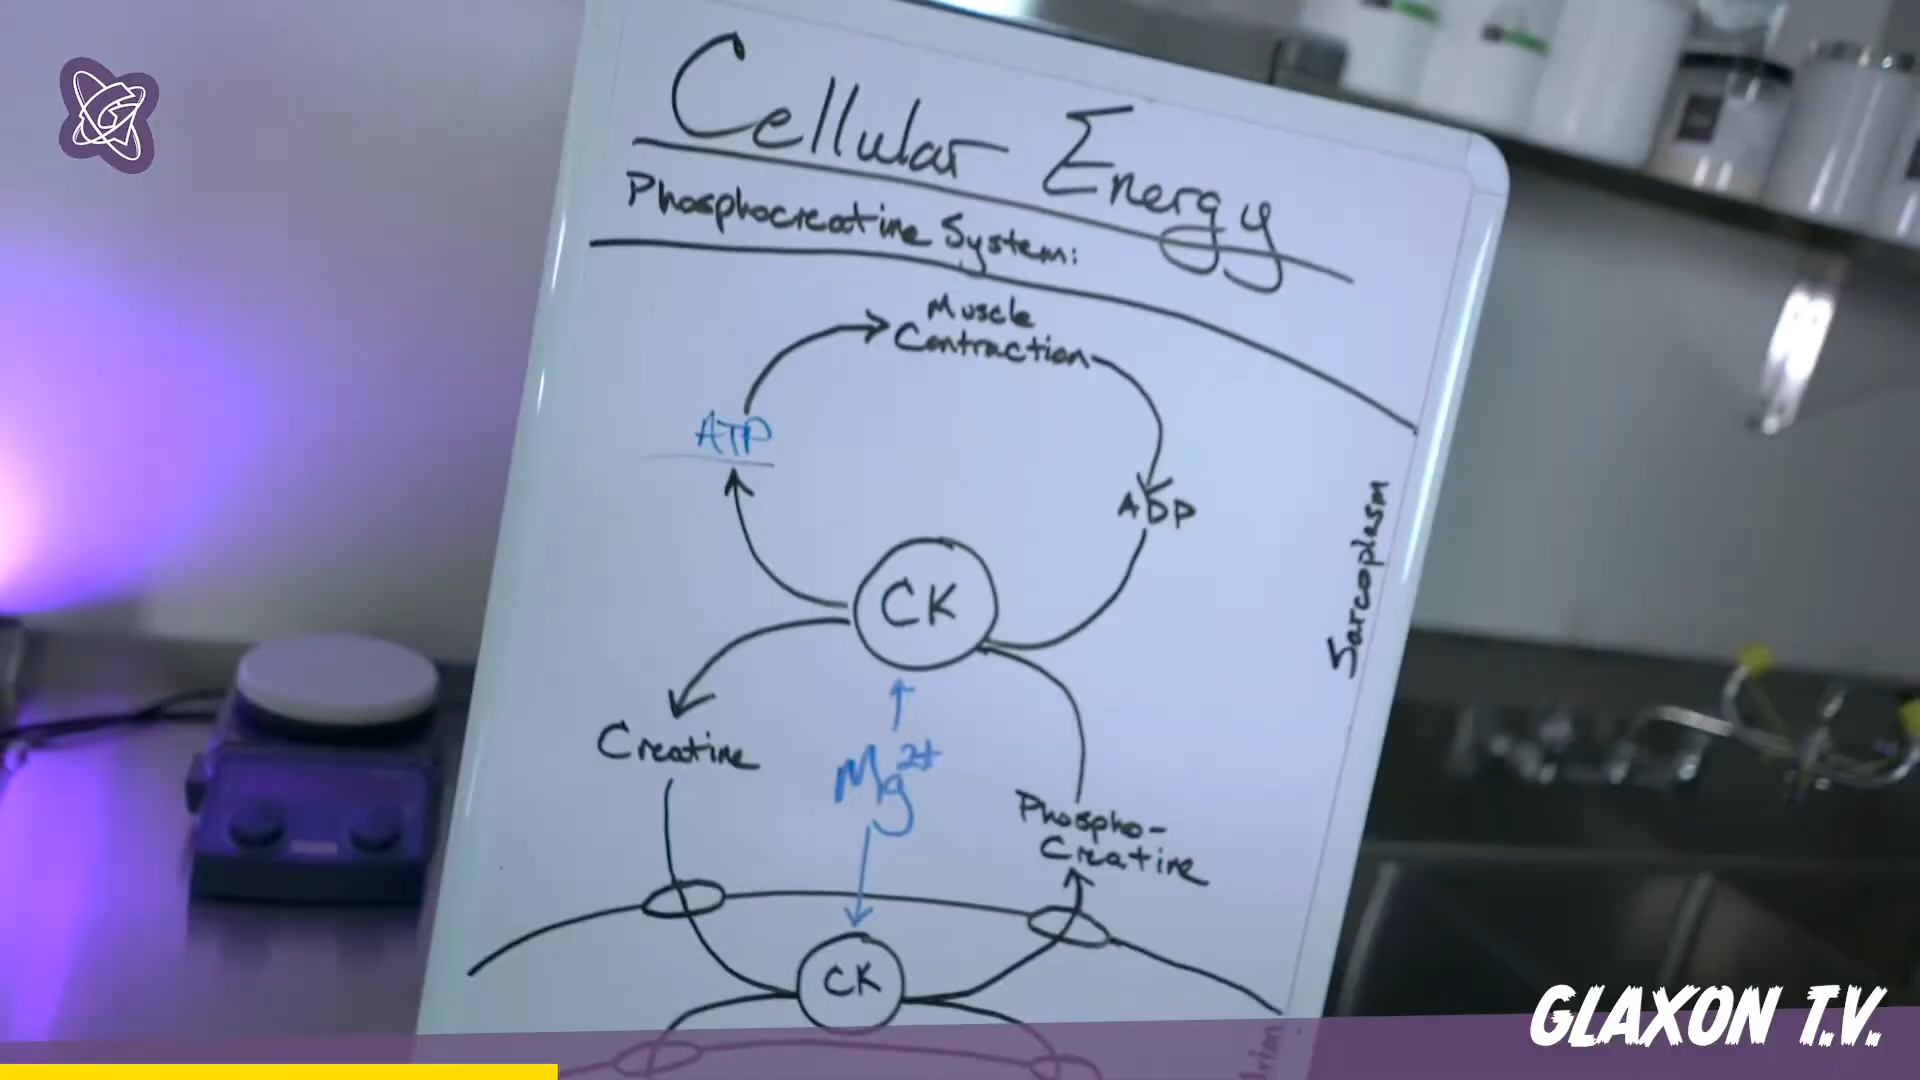 Cellular Energy
Phosphocreatine System:
Muscle
Contraction
ATP
ADP
CK
Sarcoplasm
Creatine
Mg2+
Phospho-
Creatine
CK
GLAXON T.V.